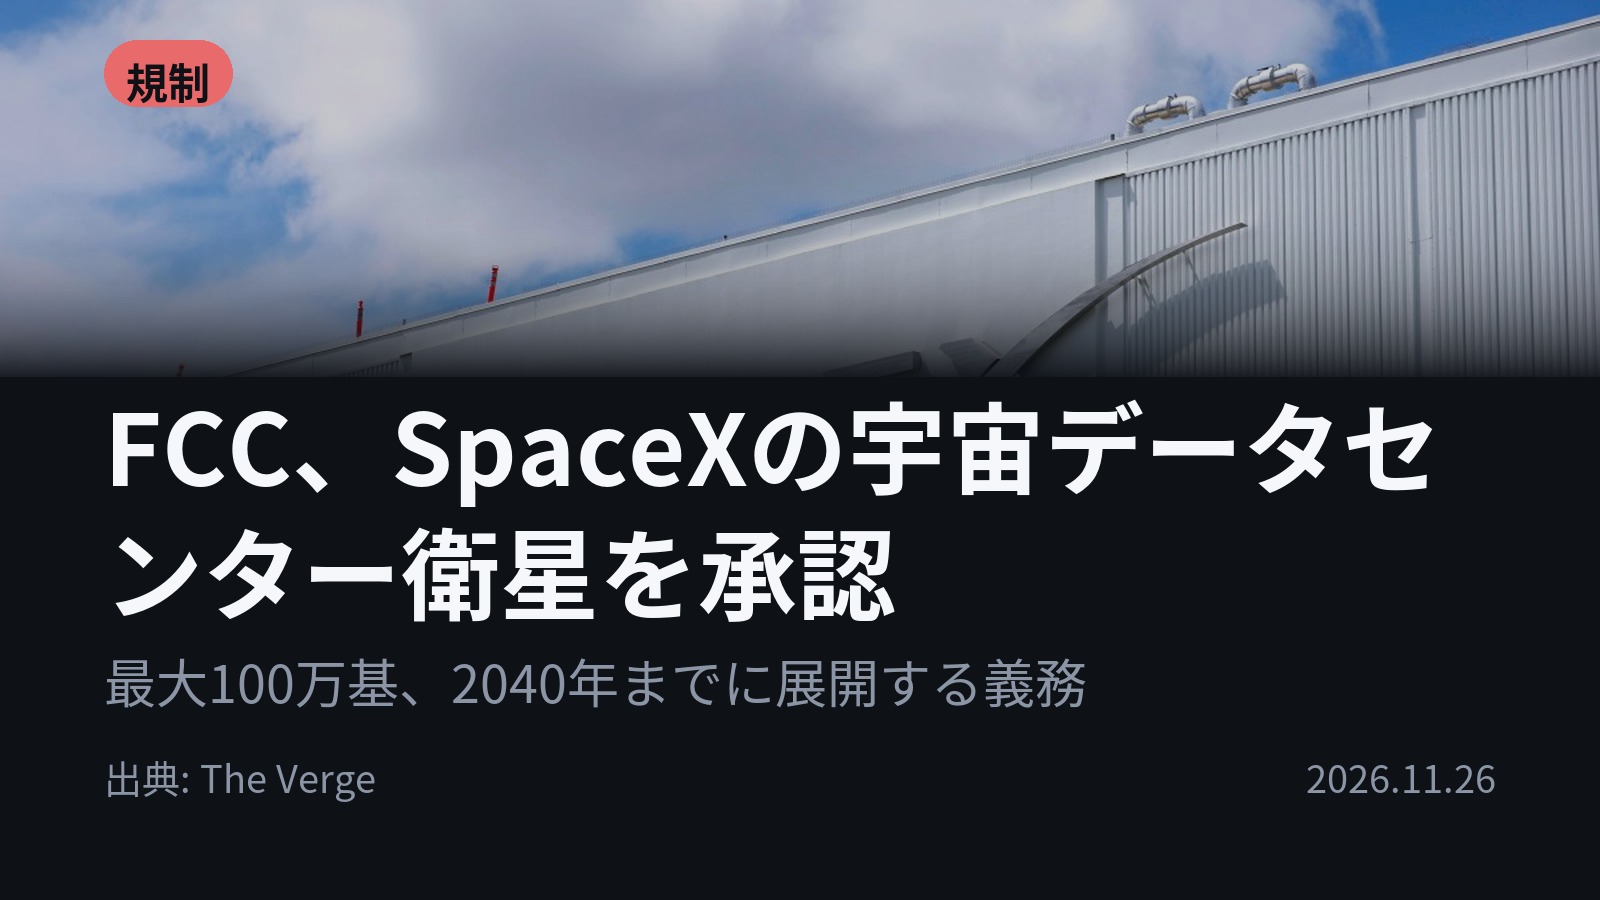 規制
FCC、SpaceXの宇宙データセ
ンター衛星を承認
最大100万基、2040年までに展開する義務
出典: The Verge
2026.11.26